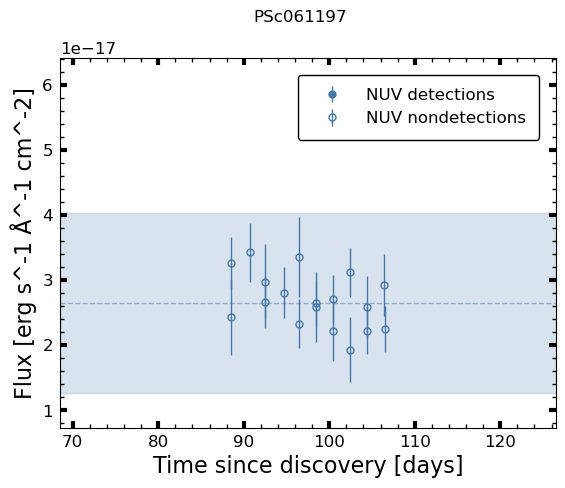 PSc061197
1e−17
NUV detections
NUV nondetections
6
5
4
3
2
1
Flux [erg s^-1 Å^-1 cm^-2]
70 80 90 100 110 120
Time since discovery [days]